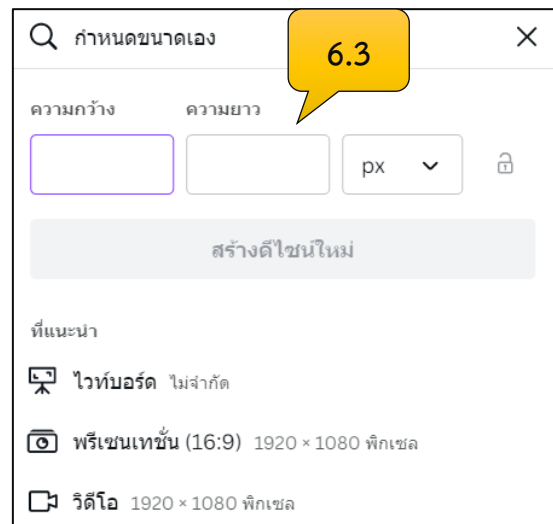 กำหนดขนาดเอง
6.3
ความกว้าง ความยาว
px
สร้างดีไซน์ใหม่
ที่แนะนำ
ไวท์บอร์ด ไม่จำกัด
พรีเซนเทชั่น (16:9) 1920 × 1080 พิกเซล
วิดีโอ 1920 × 1080 พิกเซล